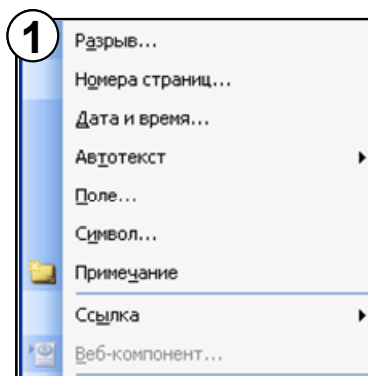 1
Разрыв...
Номера страниц...
Дата и время...
Автотекст
Поле...
Символ...
Примечание
Ссылка
Веб-компонент...